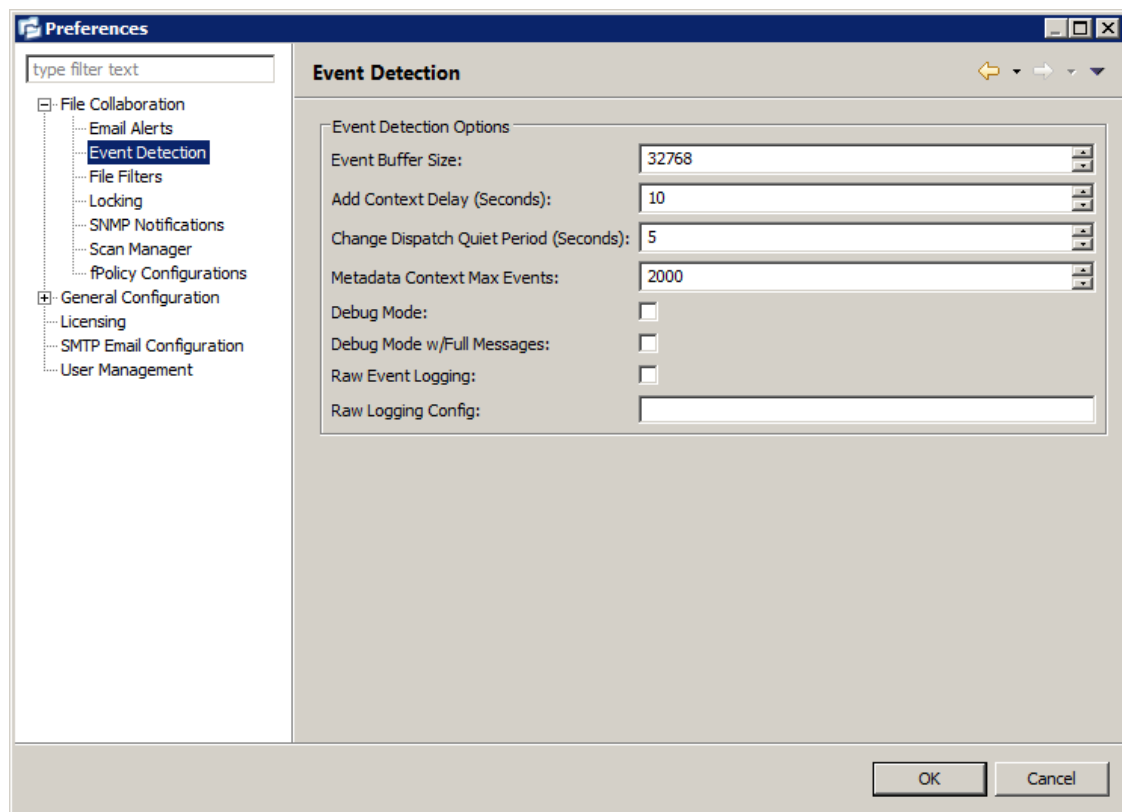 Preferences
type filter text
File Collaboration
Email Alerts
Event Detection
File Filters
Locking
SNMP Notifications
Scan Manager
fPolicy Configurations
General Configuration
Licensing
SMTP Email Configuration
User Management
Event Detection
Event Detection Options
Event Buffer Size: 32768
Add Context Delay (Seconds): 10
Change Dispatch Quiet Period (Seconds): 5
Metadata Context Max Events: 2000
Debug Mode:
Debug Mode w/Full Messages:
Raw Event Logging:
Raw Logging Config:
OK Cancel